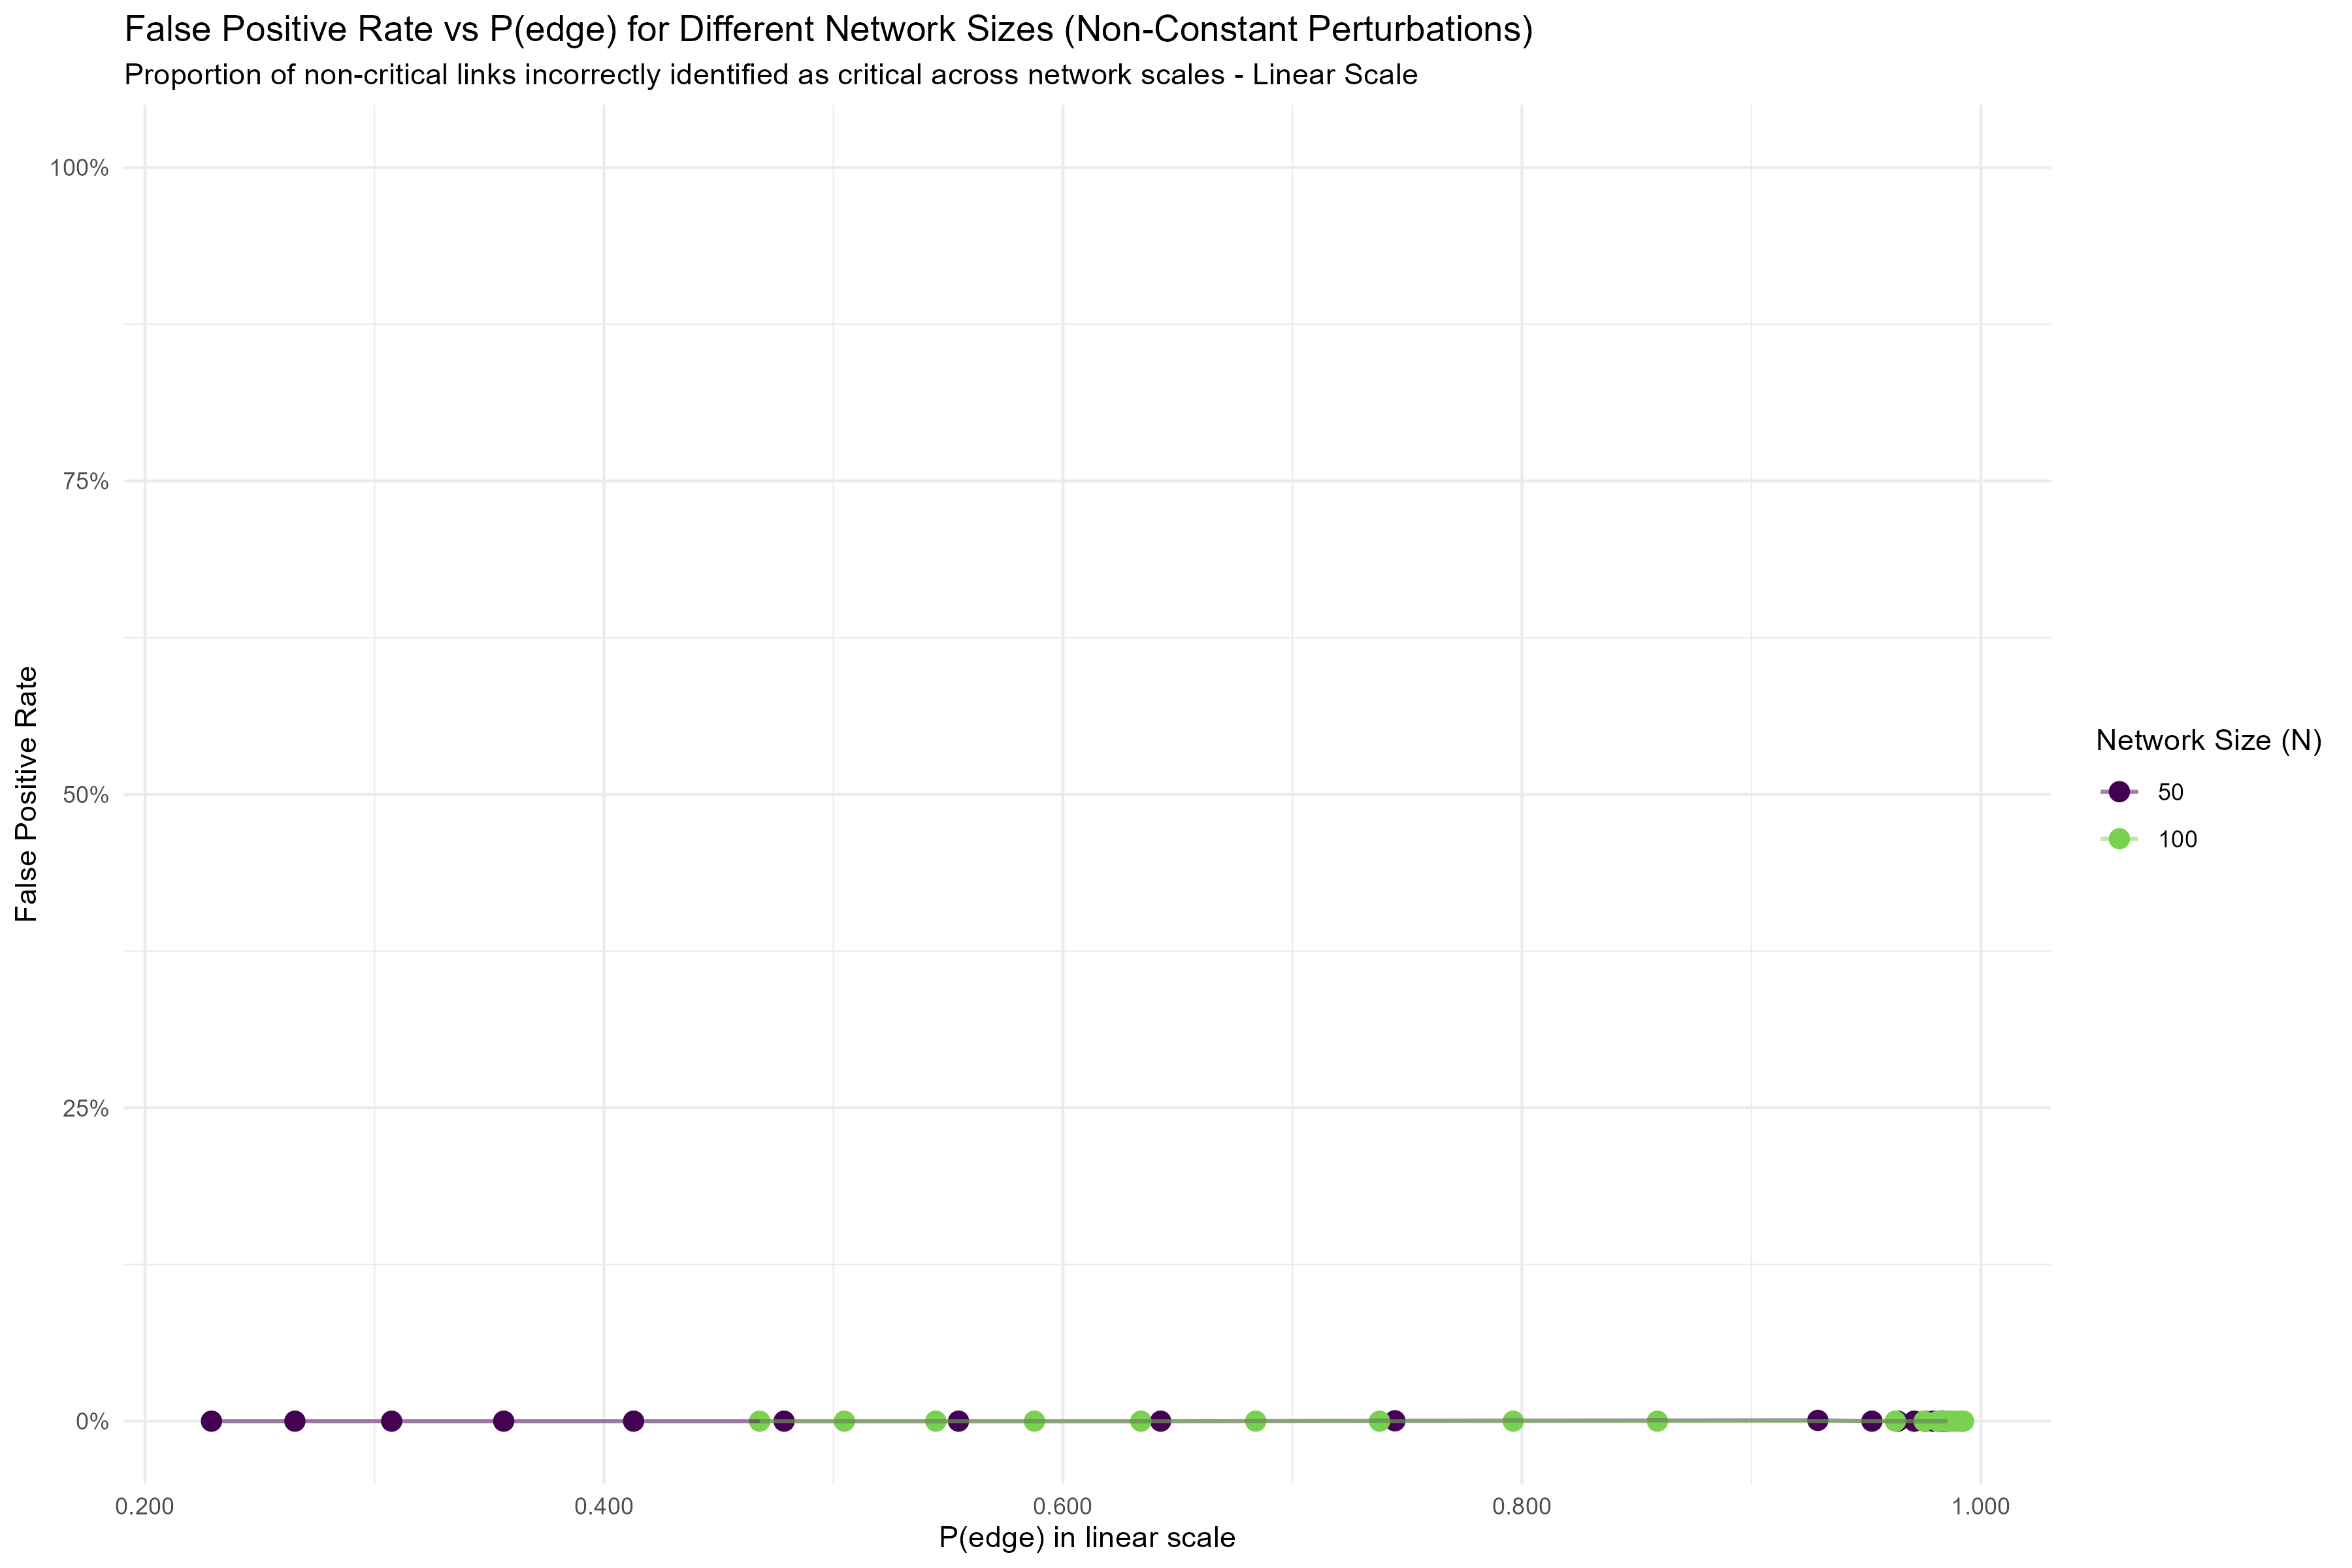 False Positive Rate vs P(edge) for Different Network Sizes (Non-Constant Perturbations)
Proportion of non-critical links incorrectly identified as critical across network scales - Linear Scale
100%
75%
50%
25%
0%
False Positive Rate
0.200
0.400
0.600
0.800
1.000
P(edge) in linear scale
Network Size (N)
50
100